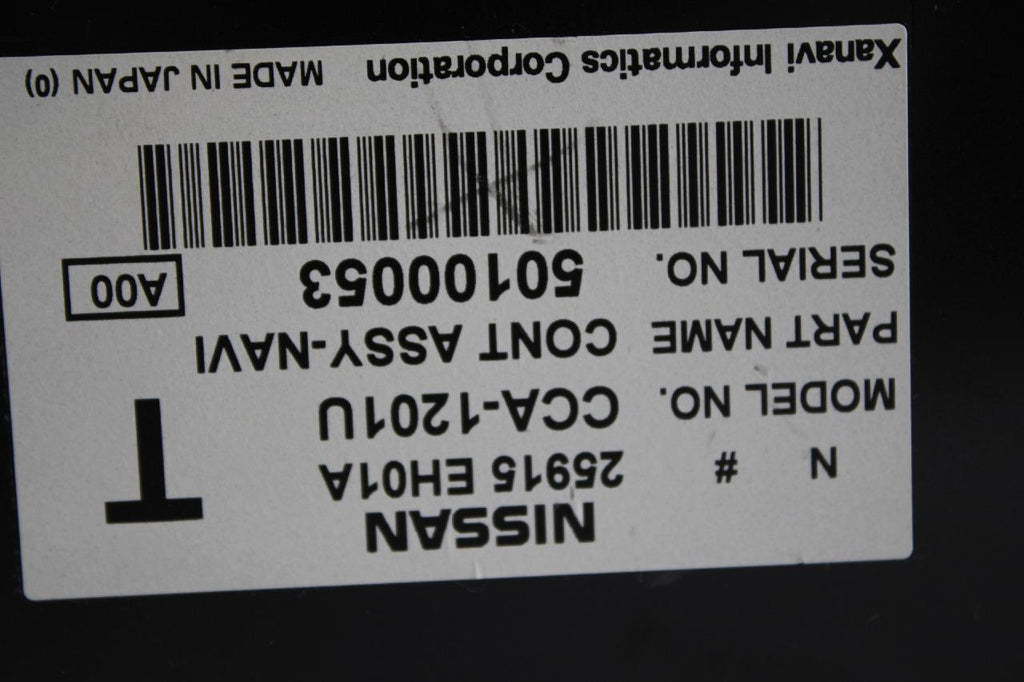 NISSAN
N # 25915 EH01A
MODEL NO. CCA-1201U T
PART NAME CONT ASSY-NAVI
SERIAL NO. 50100053 A00
Xanavi Informatics Corporation MADE IN JAPAN (0)